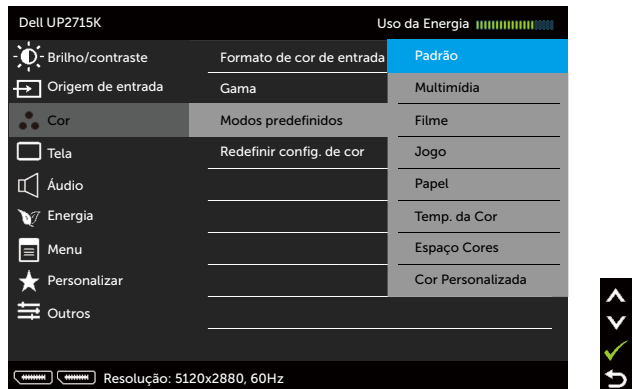 Dell UP2715K Uso da Energia
Brilho/contraste Formato de cor de entrada Padrão
Origem de entrada Gama Multimídia
Cor Modos predefinidos Filme
Tela Redefinir config. de cor Jogo
Áudio Papel
Energia Temp. da Cor
Menu Espaço Cores
Personalizar Cor Personalizada
Outros
Resolução: 5120x2880, 60Hz